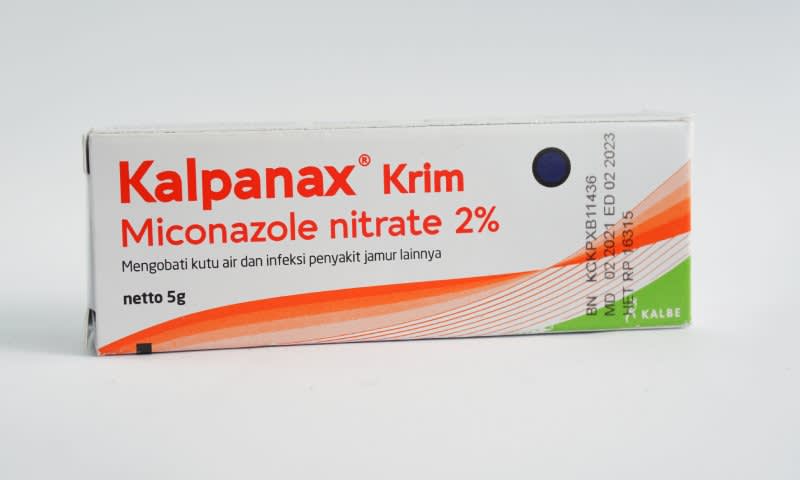 Kalpanax® Krim
Miconazole nitrate 2%
Mengobati kutu air dan infeksi penyakit jamur lainnya
netto 5g
BN KCKPXB11436
MD 02 2021 ED 02 2023
HET RP 16315
KALBE